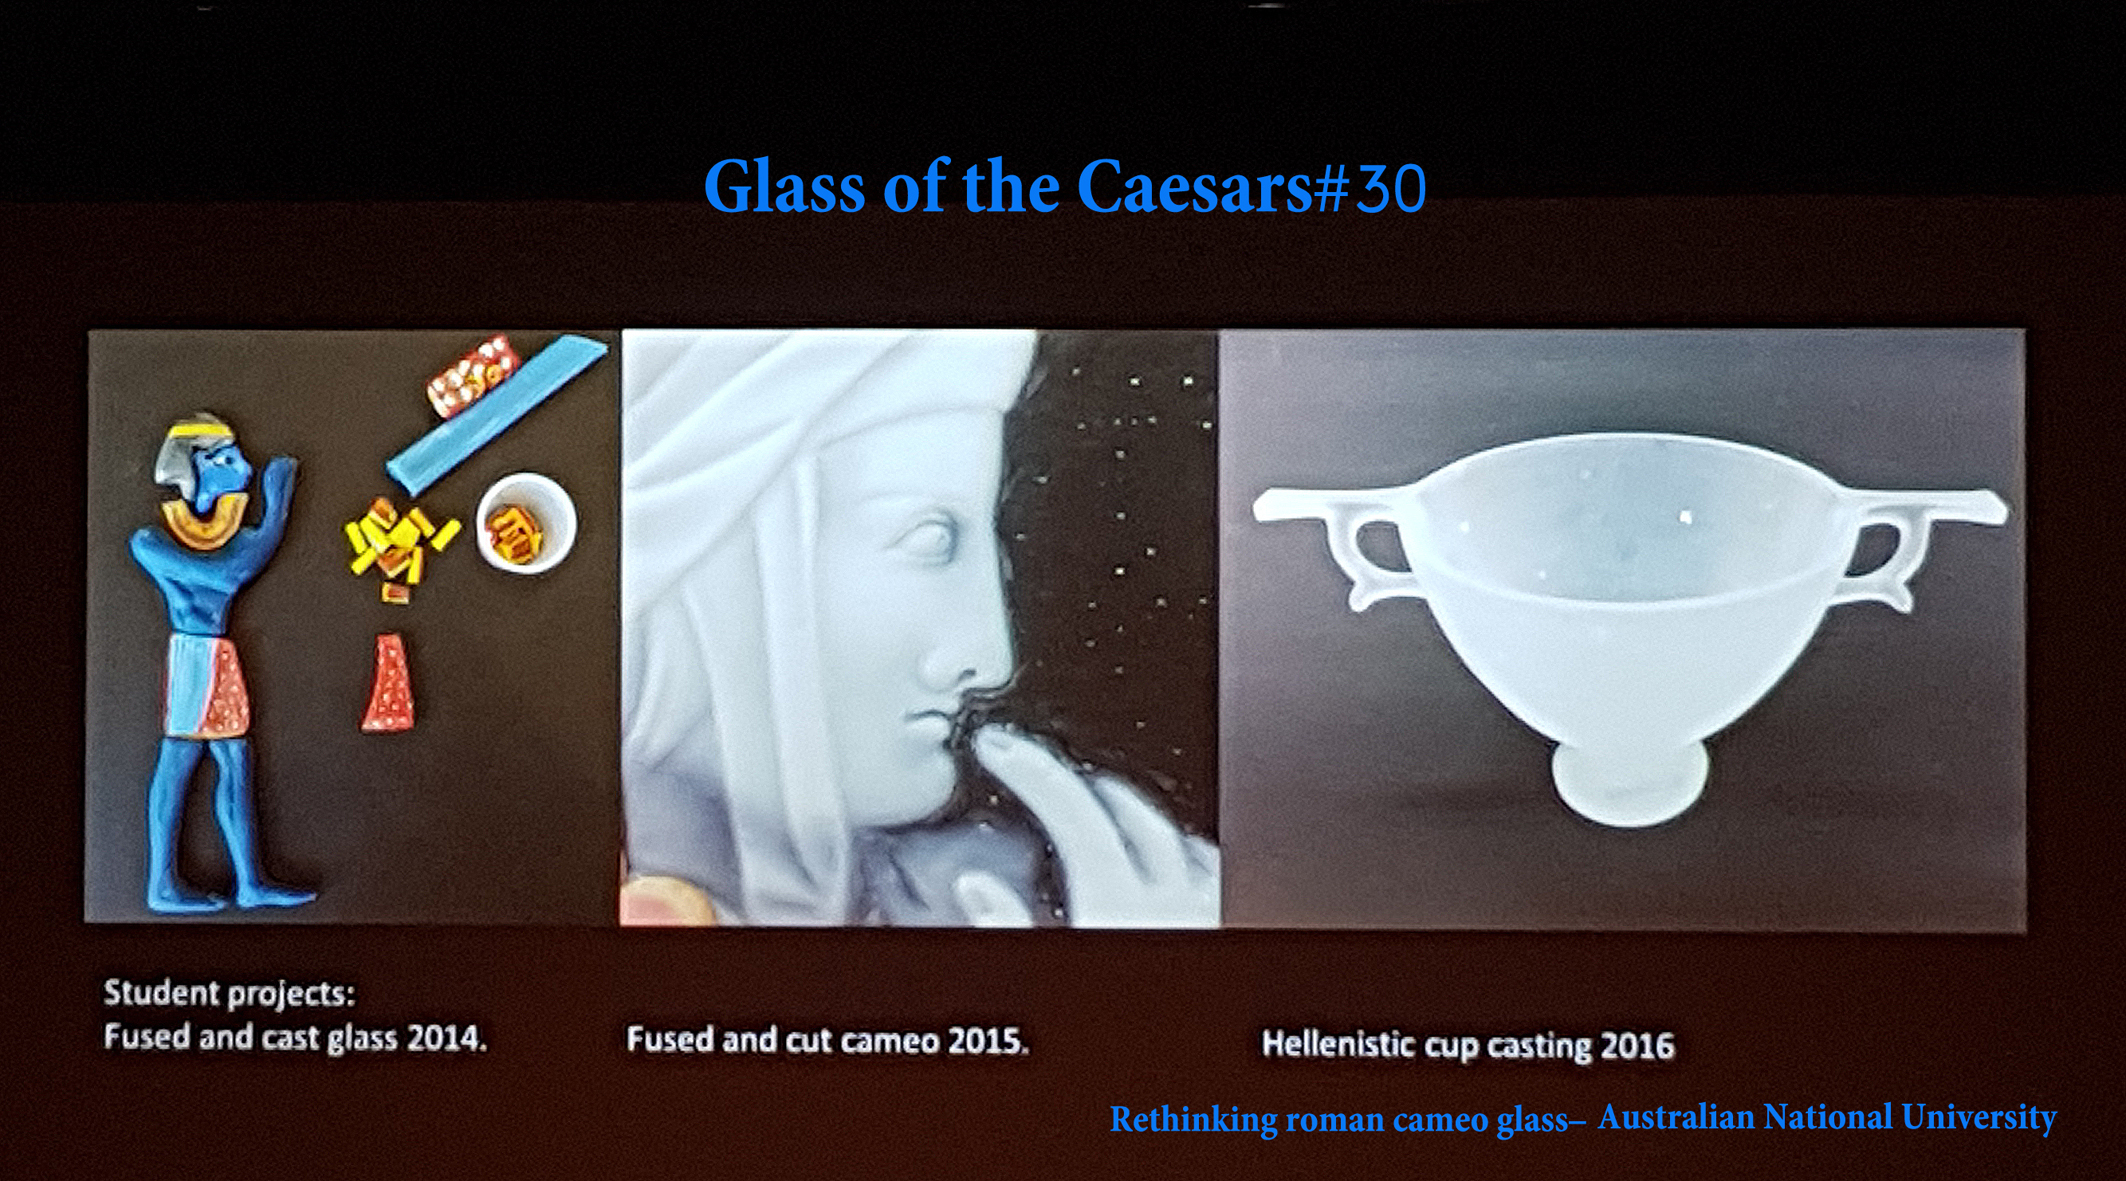 Glass of the Caesars#30
Student projects:
Fused and cast glass 2014.
Fused and cut cameo 2015.
Hellenistic cup casting 2016
Rethinking roman cameo glass– Australian National University